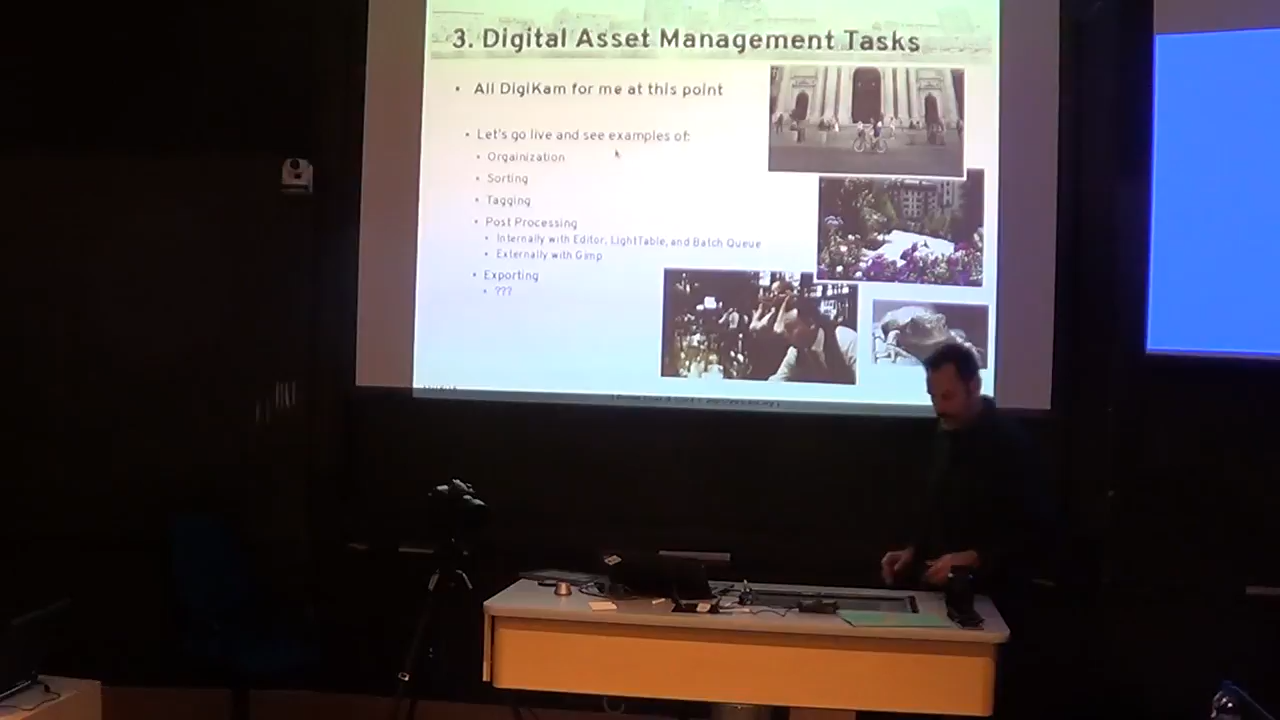 3. Digital Asset Management Tasks
All DigiKam for me at this point
Let's go live and see examples of:
Orgainization
Sorting
Tagging
Post Processing
Internally with Editor, LightTable, and Batch Queue
Externally with Gimp
Exporting
???